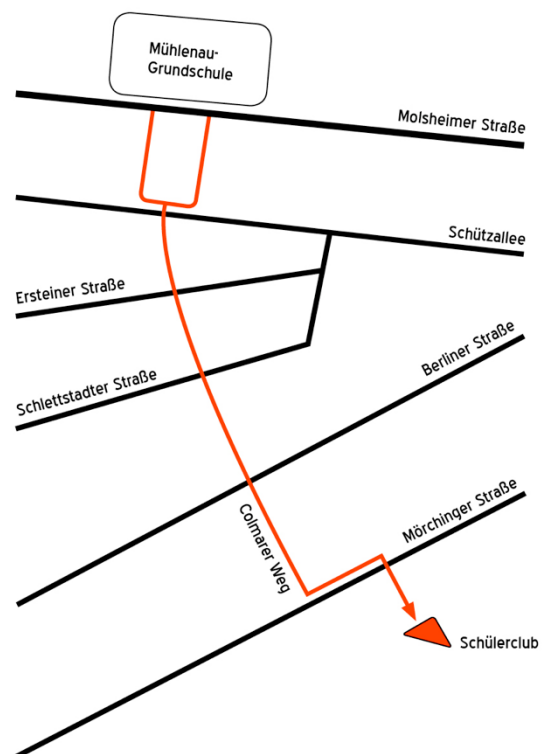 Mühlenau-
Grundschule
Molsheimer Straße
Schützallee
Ersteiner Straße
Berliner Straße
Schlettstadter Straße
Mörchinger Straße
Colmarer Weg
Schülerclub